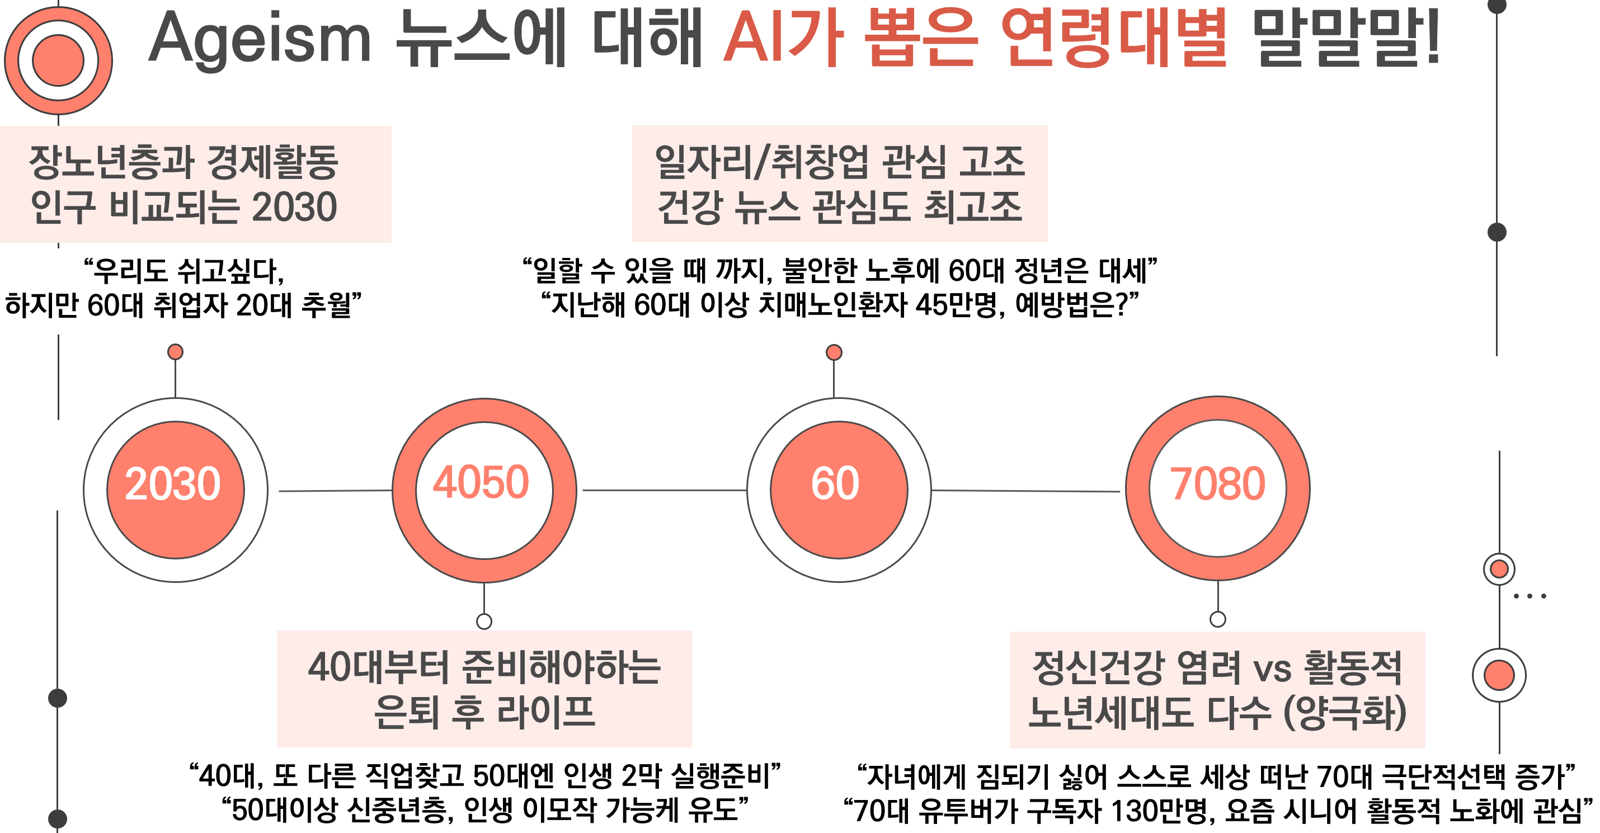 Ageism 뉴스에 대해 AI가 뽑은 연령대별 말말말!
장노년층과 경제활동
인구 비교되는 2030
“우리도 쉬고싶다,
하지만 60대 취업자 20대 추월”
일자리/취창업 관심 고조
건강 뉴스 관심도 최고조
“일할 수 있을 때 까지, 불안한 노후에 60대 정년은 대세”
“지난해 60대 이상 치매노인환자 45만명, 예방법은?”
2030
4050
60
7080
40대부터 준비해야하는
은퇴 후 라이프
“40대, 또 다른 직업찾고 50대엔 인생 2막 실행준비”
“50대이상 신중년층, 인생 이모작 가능케 유도”
정신건강 염려 vs 활동적
노년세대도 다수 (양극화)
“자녀에게 짐되기 싫어 스스로 세상 떠난 70대 극단적선택 증가”
“70대 유투버가 구독자 130만명, 요즘 시니어 활동적 노화에 관심”